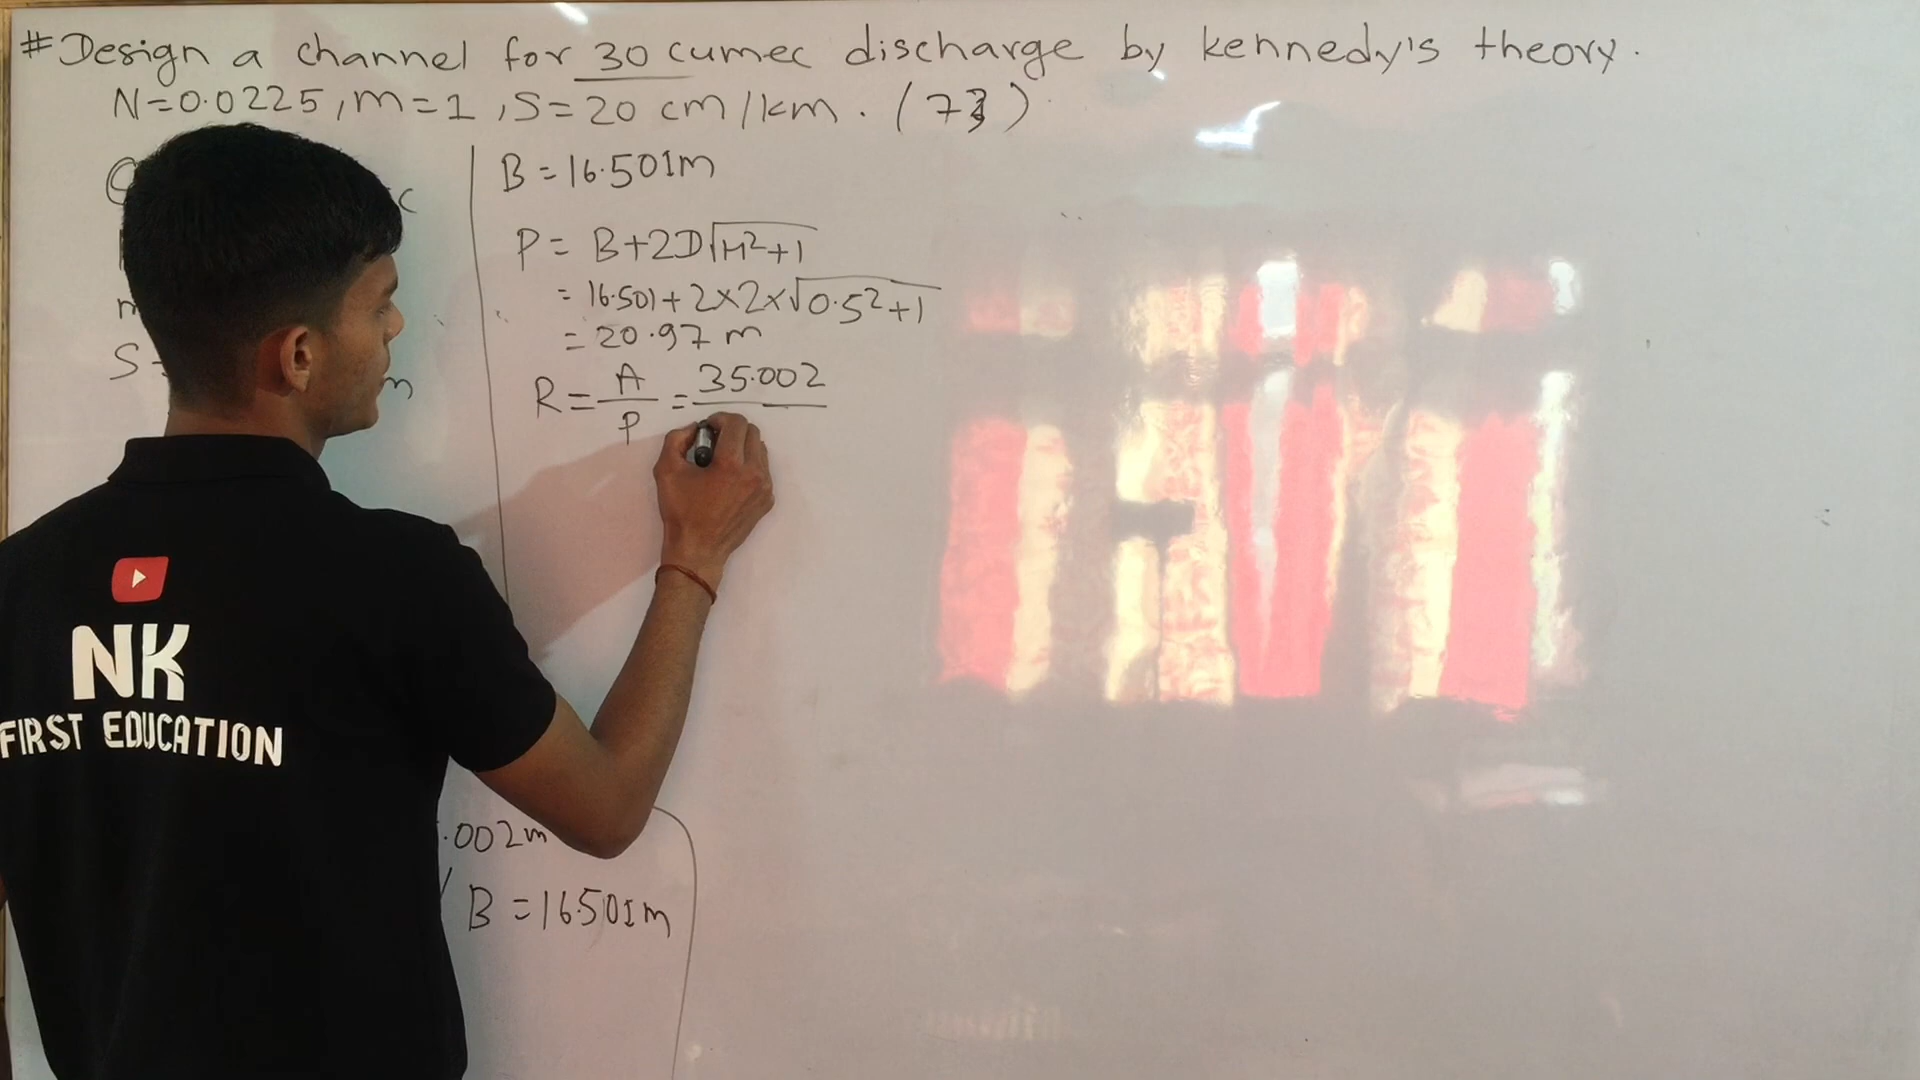 # Design a channel for 30 cumec discharge by kennedy's theory.
N=0.0225, m=1, S=20 cm/km. (73)
B=16.501m
P = B+2D√H²+1
= 16.501+2×2×√0.5²+1
= 20.97 m
R = A/P = 35.002
S
.002m
B=16.501m
NK
FIRST EDUCATION